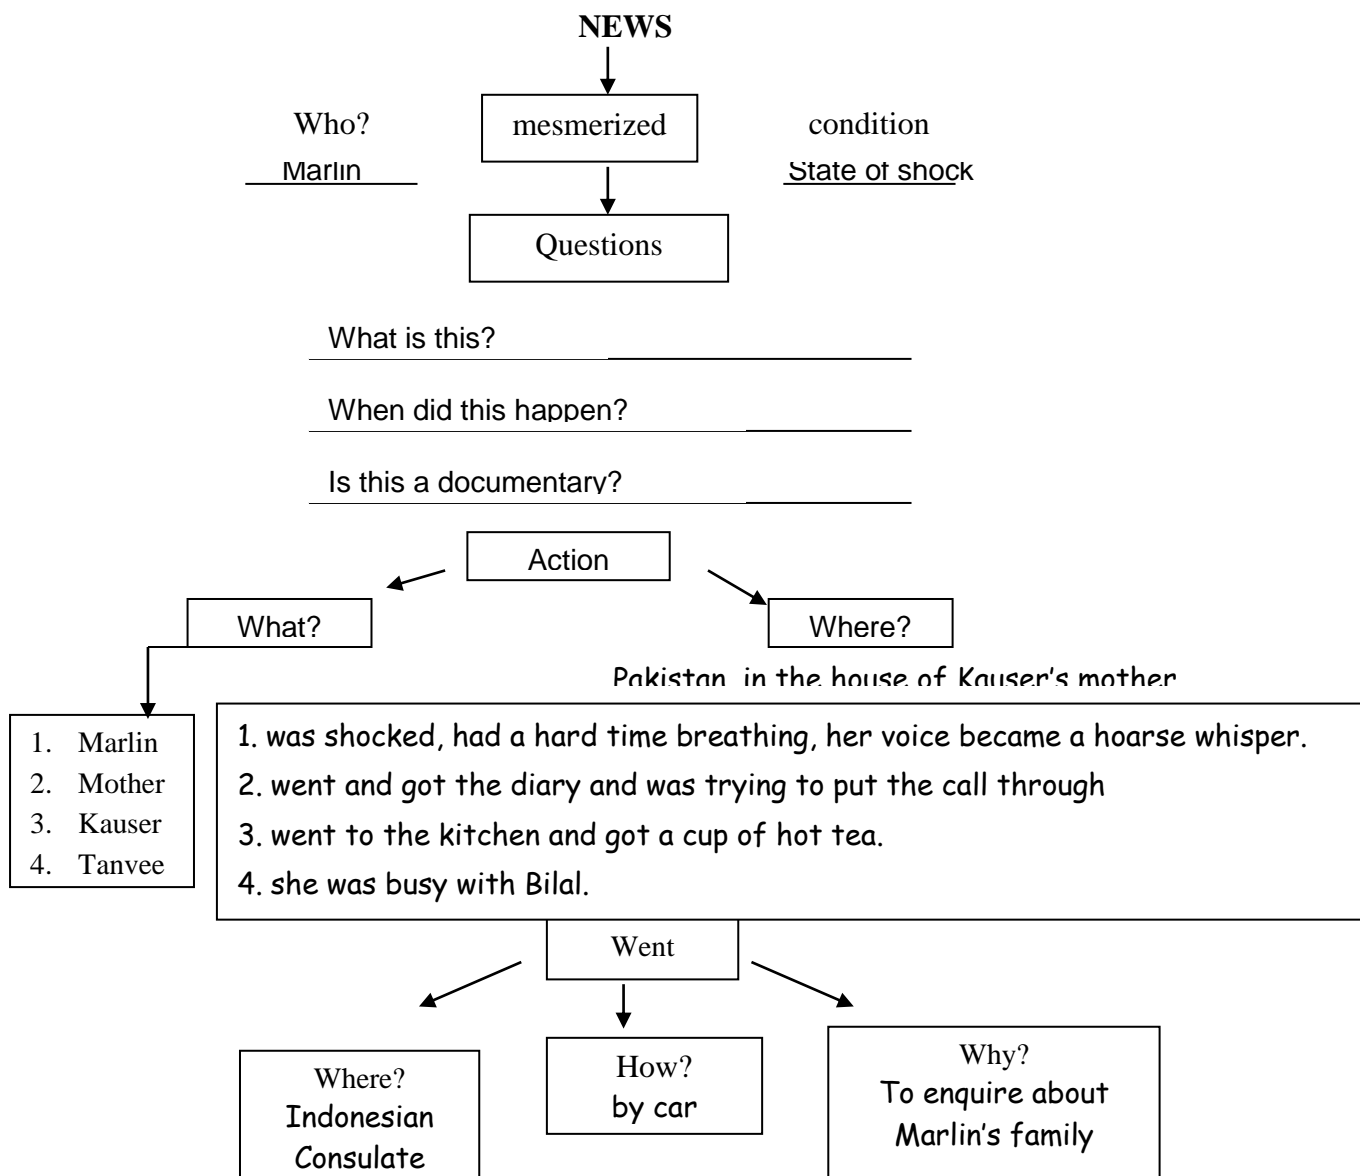 NEWS
Who?
mesmerized
condition
Marlin
State of shock
Questions
What is this?
When did this happen?
Is this a documentary?
Action
What?
Where?
Pakistan in the house of Kauser's mother
1. Marlin
2. Mother
3. Kauser
4. Tanvee
1. was shocked, had a hard time breathing, her voice became a hoarse whisper.
2. went and got the diary and was trying to put the call through
3. went to the kitchen and got a cup of hot tea.
4. she was busy with Bilal.
Went
Where?
Indonesian
Consulate
How?
by car
Why?
To enquire about
Marlin's family